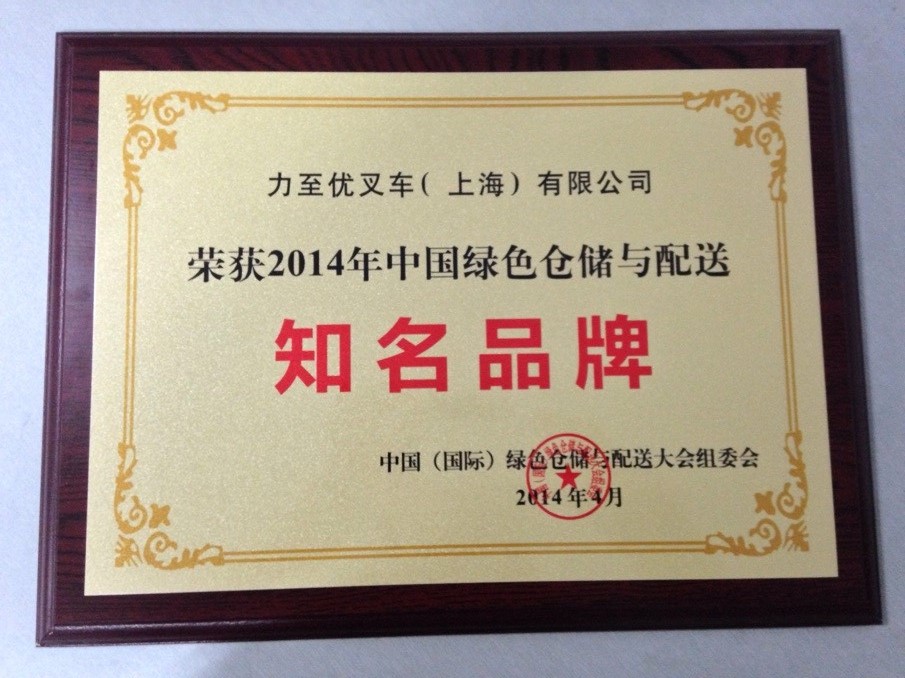 力至优叉车（上海）有限公司
荣获2014年中国绿色仓储与配送
知名品牌
中国（国际）绿色仓储与配送大会组委会
2014年4月